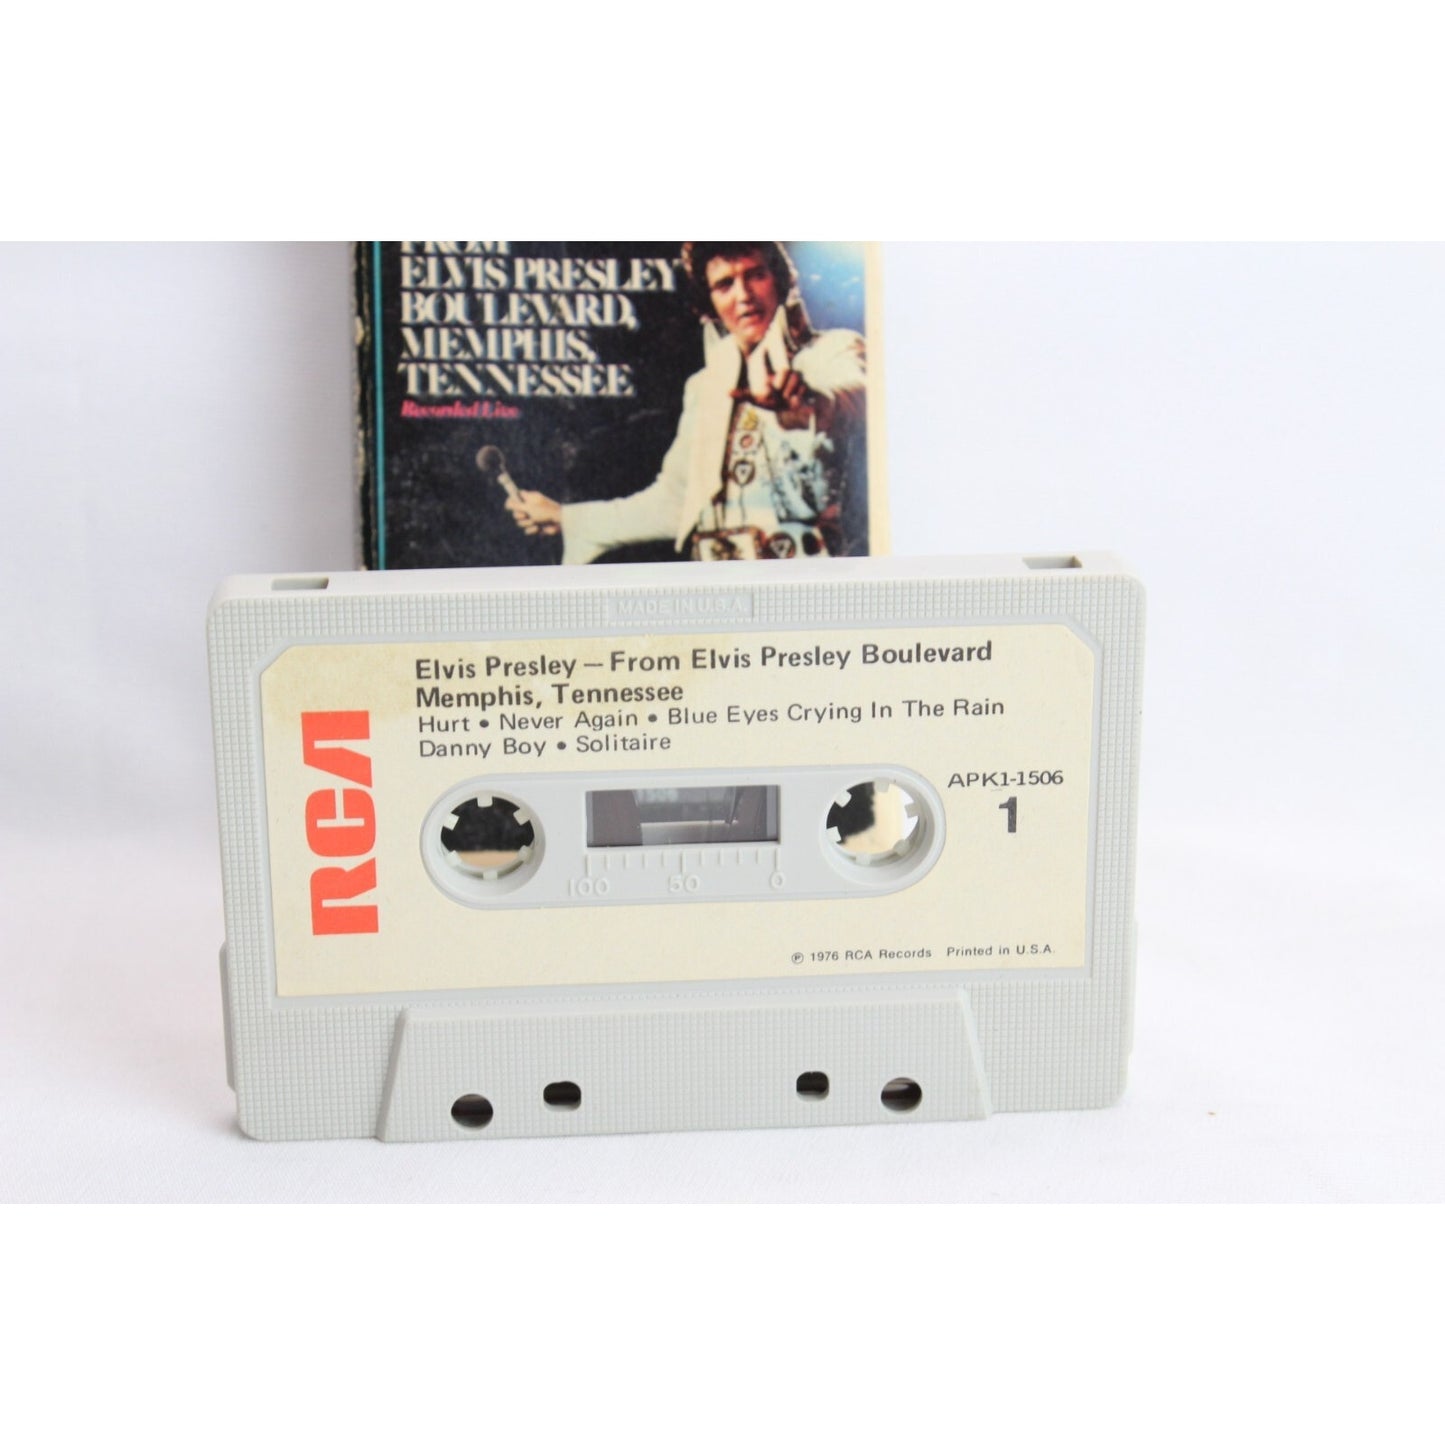 FROM
ELVIS PRESLEY
BOULEVARD,
MEMPHIS,
TENNESSEE
Recorded Live
MADE IN U.S.A.
RCA
Elvis Presley — From Elvis Presley Boulevard
Memphis, Tennessee
Hurt • Never Again • Blue Eyes Crying In The Rain
Danny Boy • Solitaire
APK1-1506
1
100 50 0
℗ 1976 RCA Records Printed in U.S.A.